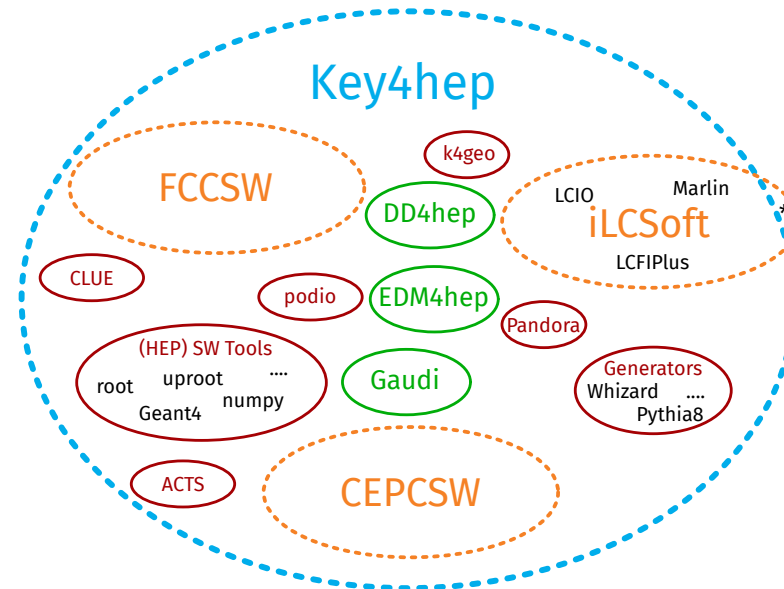 Key4hep
k4geo
FCCSW
DD4hep
LCIO
Marlin
*
iLCSoft
LCFIPlus
CLUE
podio
EDM4hep
Pandora
(HEP) SW Tools
root
uproot
....
Geant4
numpy
Gaudi
Generators
Whizard
....
Pythia8
ACTS
CEPCSW